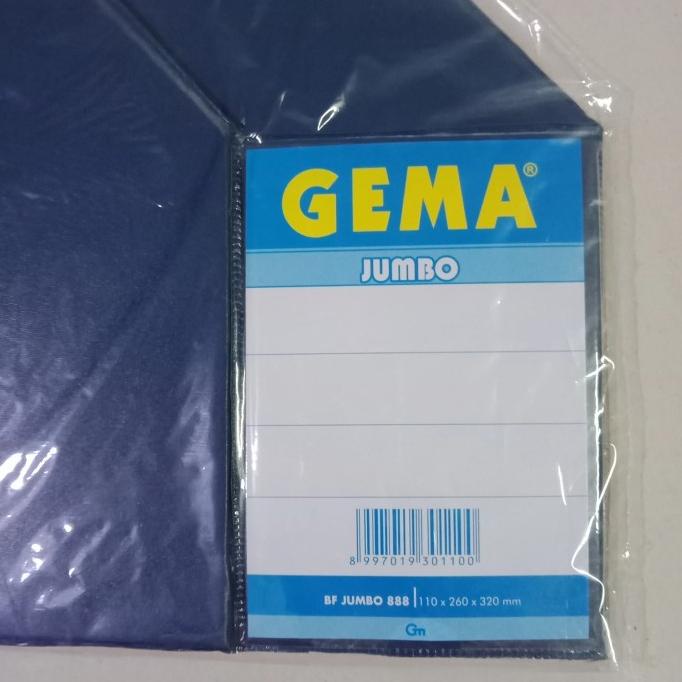 GEMA®
JUMBO
8 997019 301100
BF JUMBO 888 | 110 x 260 x 320 mm
Gm